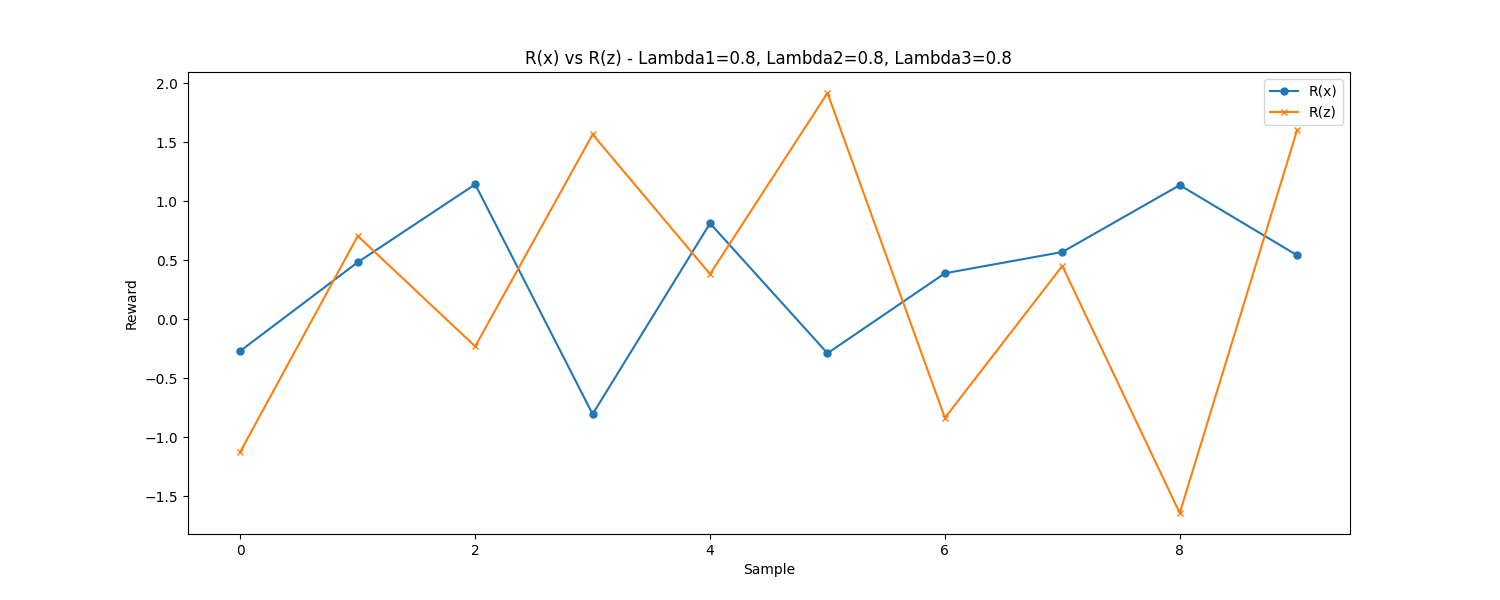 R(x) vs R(z) - Lambda1=0.8, Lambda2=0.8, Lambda3=0.8
R(x)
R(z)
2.0
1.5
1.0
0.5
0.0
−0.5
−1.0
−1.5
Reward
0 2 4 6 8
Sample